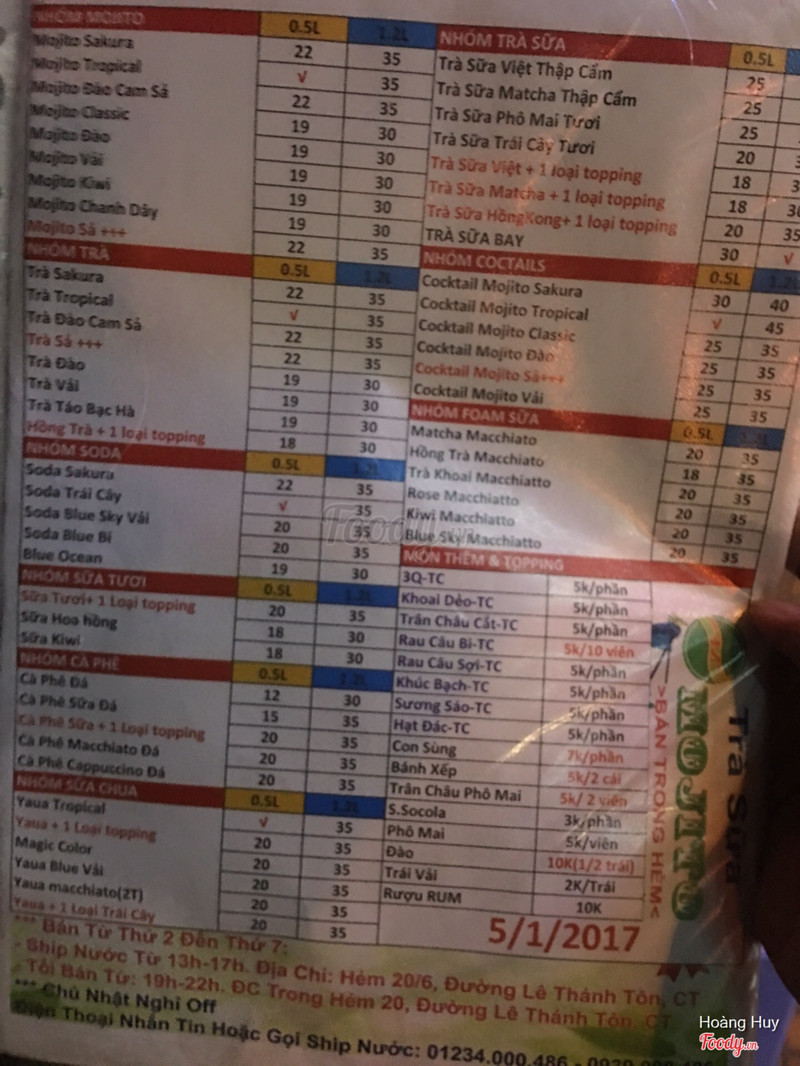 NHÓM MOJITO 0.5L 1.2L
Mojito Sakura 22 35
Mojito Tropical √ 35
Mojito Đào Cam Sả 22 35
Mojito Classic 19 30
Mojito Đào 19 30
Mojito Vải 19 30
Mojito Kiwi 19 30
Mojito Chanh Dây 19 30
Mojito Sả +++ 22 35
NHÓM TRÀ 0.5L 1.2L
Trà Sakura 22 35
Trà Tropical √ 35
Trà Đào Cam Sả 22 35
Trà Sả +++ 22 35
Trà Đào 19 30
Trà Vải 19 30
Trà Táo Bạc Hà 19 30
Hồng Trà + 1 loại topping 18 30
NHÓM SODA 0.5L 1.2L
Soda Sakura 22 35
Soda Trái Cây √ 35
Soda Blue Sky Vải 20 35
Soda Blue Bi 20 35
Blue Ocean 19 30
NHÓM SỮA TƯƠI 0.5L 1.2L
Sữa Tươi+ 1 Loại topping 20 35
Sữa Hoa hồng 18 30
Sữa Kiwi 18 30
NHÓM CÀ PHÊ 0.5L 1.2L
Cà Phê Đá 12 30
Cà Phê Sữa Đá 15 35
Cà Phê Sữa + 1 Loại topping 20 35
Cà Phê Macchiato Đá 20 35
Cà Phê Cappuccino Đá 20 35
NHÓM SỮA CHUA 0.5L 1.2L
Yaua Tropical √ 35
Yaua + 1 Loại topping 20 35
Magic Color 20 35
Yaua Blue Vải 20 35
Yaua macchiato(2T) 20 35
Yaua + 1 Loại Trái Cây 20 35
NHÓM TRÀ SỮA 0.5L
Trà Sữa Việt Thập Cẩm 25
Trà Sữa Matcha Thập Cẩm 25
Trà Sữa Phô Mai Tươi 25
Trà Sữa Trái Cây Tươi 20
Trà Sữa Việt + 1 loại topping 18
Trà Sữa Matcha + 1 loại topping 18 30
Trà Sữa HồngKong+ 1 loại topping 20 35
TRÀ SỮA BAY 30 √
NHÓM COCTAILS 0.5L 1.2L
Cocktail Mojito Sakura 30 40
Cocktail Mojito Tropical √ 45
Cocktail Mojito Classic 25 35
Cocktail Mojito Đào 25 35
Cocktail Mojito Sả+++ 25 35
Cocktail Mojito Vải 25 35
NHÓM FOAM SỮA 0.5L 1.2L
Matcha Macchiato 20 35
Hồng Trà Macchiato 18 35
Trà Khoai Macchiatto 20 35
Rose Macchiatto 20 35
Kiwi Macchiatto 20 35
Blue Sky Macchiatto 20 35
MÓN THÊM & TOPPING
3Q-TC 5k/phần
Khoai Dẻo-TC 5k/phần
Trân Châu Cắt-TC 5k/phần
Rau Câu Bi-TC 5k/10 viên
Rau Câu Sợi-TC 5k/phần
Khúc Bạch-TC 5k/phần
Sương Sáo-TC 5k/phần
Hạt Đác-TC 5k/phần
Con Sùng 7k/phần
Bánh Xếp 5k/2 cái
Trân Châu Phô Mai 5k/ 2 viên
S.Socola 3k/phần
Phô Mai 5k/viên
Đào 10K(1/2 trái)
Trái Vải 2K/Trái
Rượu RUM 10K
5/1/2017
Trà Sữa
MOJITO
>BÁN TRONG HẺM<
*** Bán Từ Thứ 2 Đến Thứ 7:
- Ship Nước Từ 13h-17h. Địa Chỉ: Hẻm 20/6, Đường Lê Thánh Tôn, CT
- Tối Bán Từ: 19h-22h. ĐC Trong Hẻm 20, Đường Lê Thánh Tôn, CT
*** Chủ Nhật Nghỉ Off
Điện Thoại Nhắn Tin Hoặc Gọi Ship Nước: 01234.000.486 -
Foody.vn
Hoàng Huy
Foody.vn